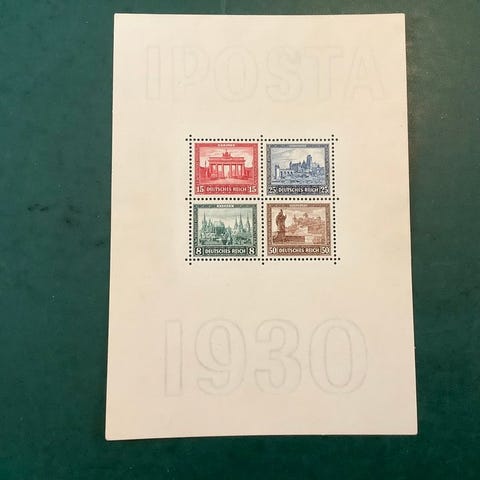 IPOSTA
15 DEUTSCHES REICH 15
25 DEUTSCHES REICH 25
8 DEUTSCHES REICH 8
50 DEUTSCHES REICH 50
1930